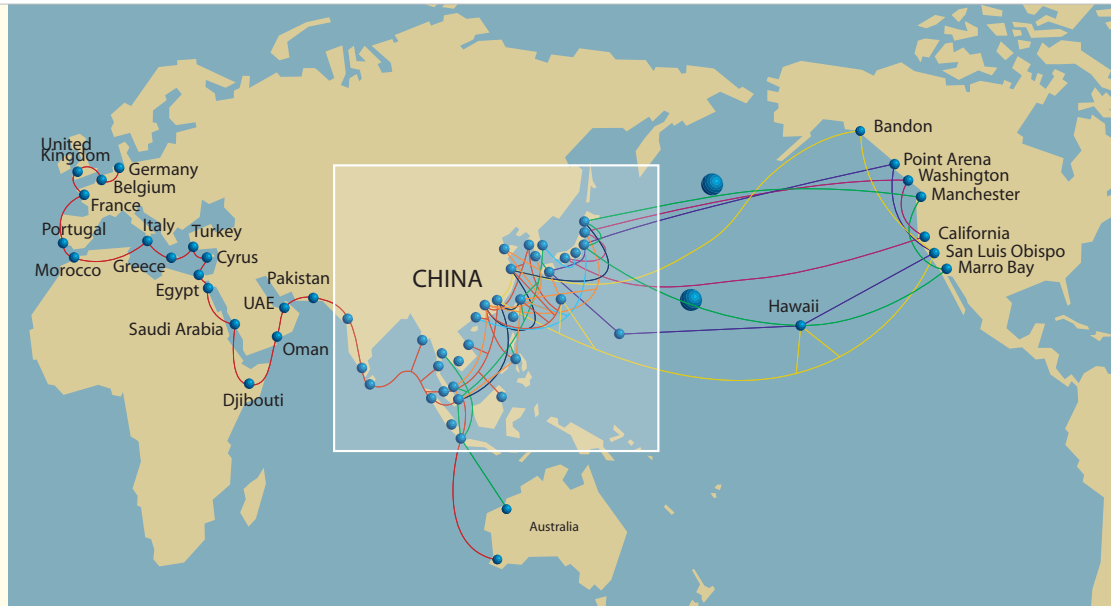 United
Kingdom
Germany
Belgium
France
Portugal
Morocco
Italy
Greece
Turkey
Cyrus
Egypt
Saudi Arabia
Djibouti
UAE
Oman
Pakistan
CHINA
Australia
Hawaii
Bandon
Point Arena
Washington
Manchester
California
San Luis Obispo
Marro Bay